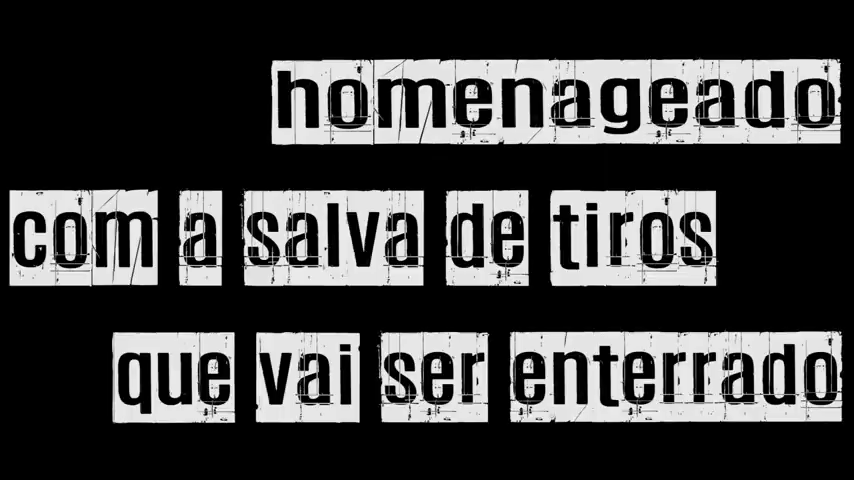 homenageado
com a salva de tiros
que vai ser enterrado